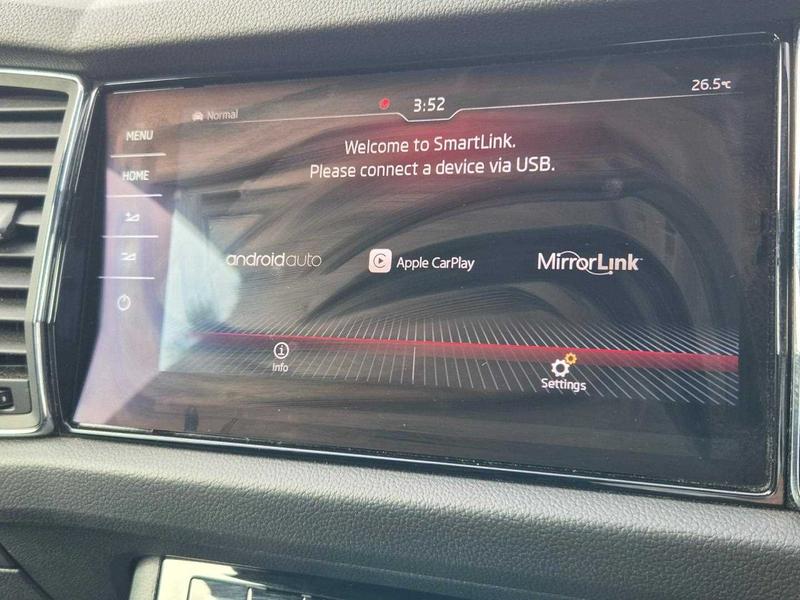 Normal
3:52
26.5°C
MENU
HOME
Welcome to SmartLink.
Please connect a device via USB.
androidauto
Apple CarPlay
MirrorLink™
Info
Settings